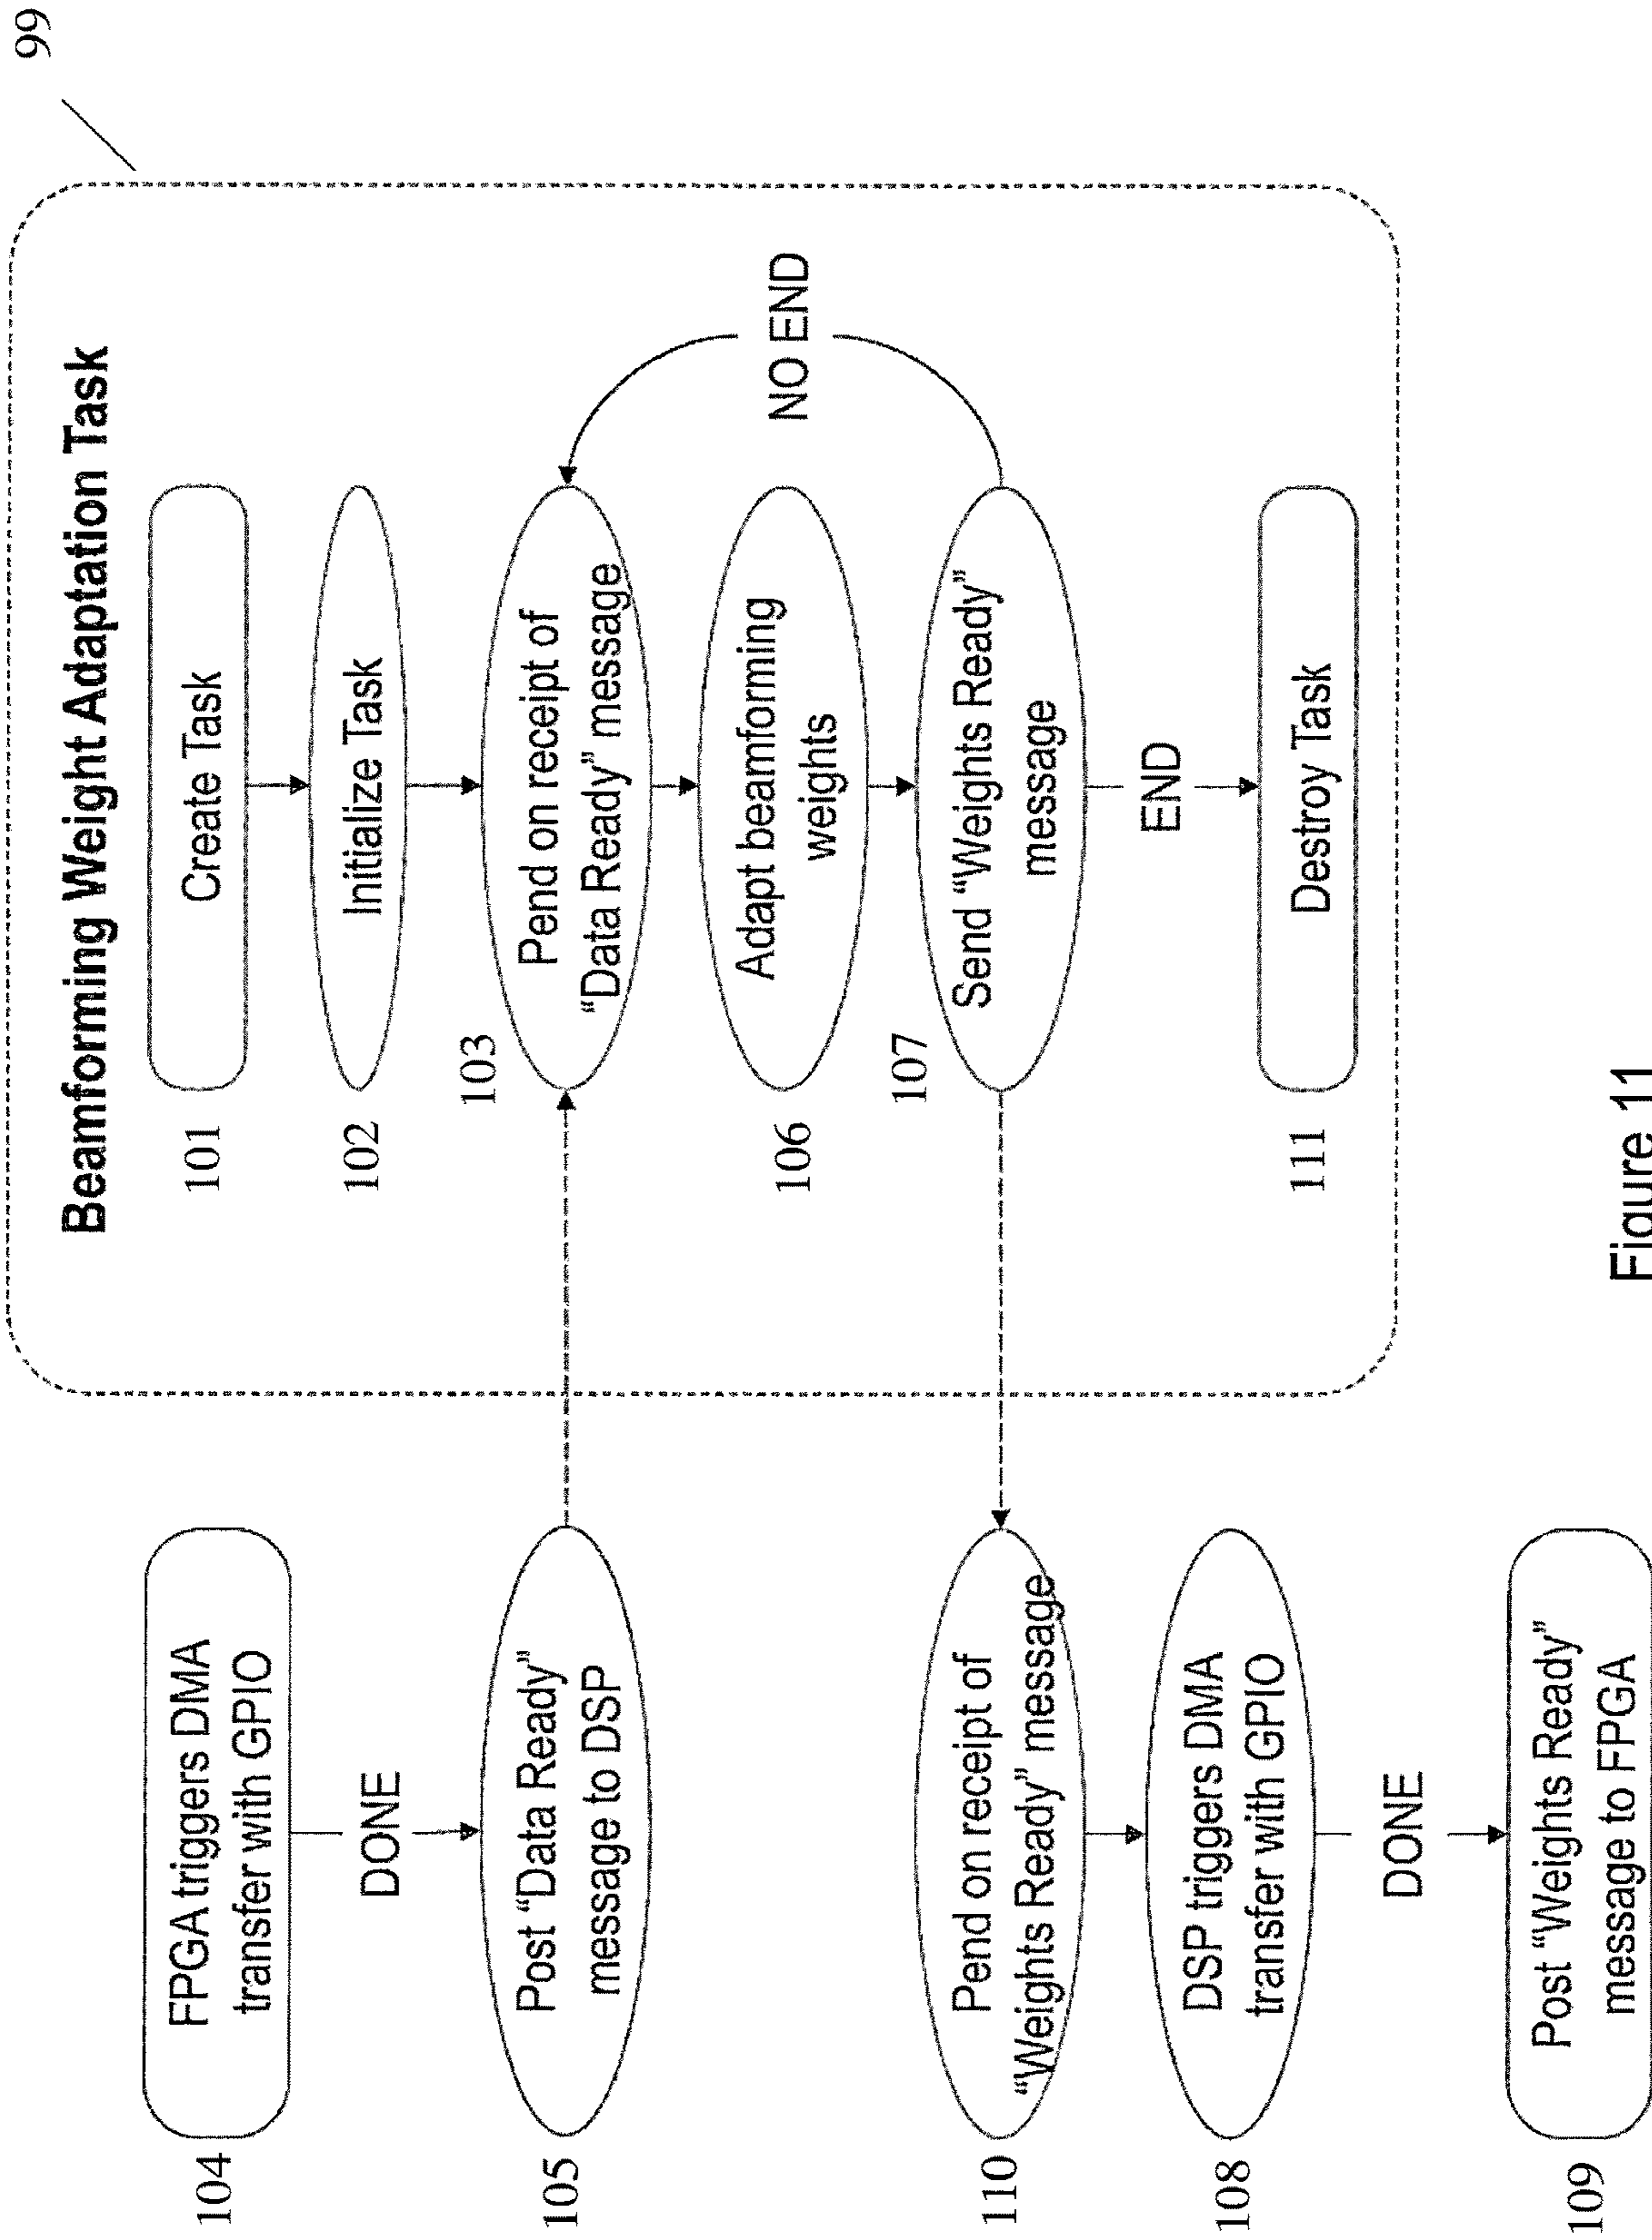 99
Beamforming Weight Adaptation Task
104
FPGA triggers DMA
transfer with GPIO
DONE
105
Post “Data Ready”
message to DSP
110
Pend on receipt of
“Weights Ready” message
108
DSP triggers DMA
transfer with GPIO
DONE
109
Post “Weights Ready”
message to FPGA
101
Create Task
102
Initialize Task
103
Pend on receipt of
“Data Ready” message
106
Adapt beamforming
weights
NO END
107
Send “Weights Ready”
message
END
111
Destroy Task
Figure 11